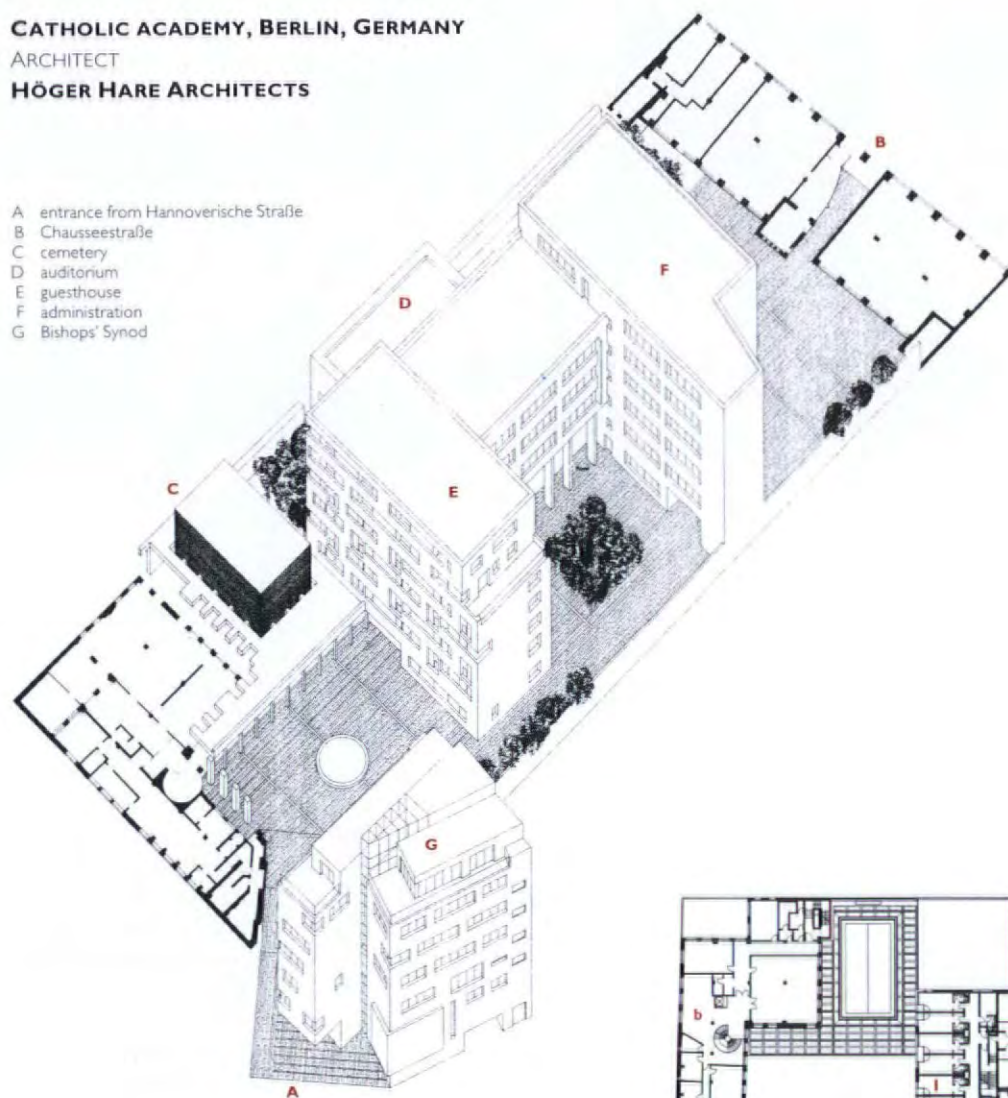 CATHOLIC ACADEMY, BERLIN, GERMANY
ARCHITECT
HÖGER HARE ARCHITECTS
A entrance from Hannoverische Straße
B Chausseestraße
C cemetery
D auditorium
E guesthouse
F administration
G Bishops' Synod
B
F
D
E
C
G
A
b
l